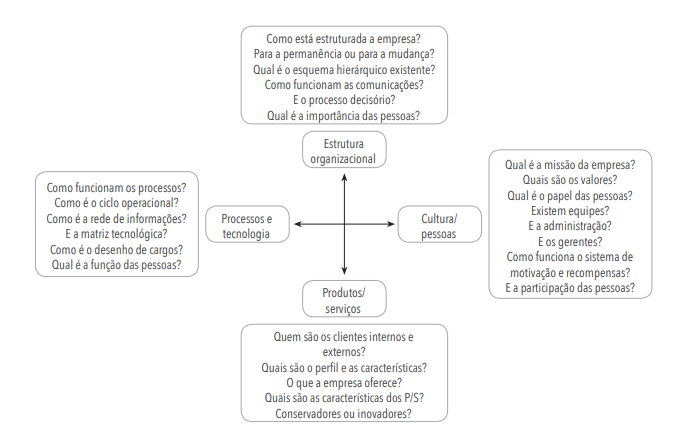 Como está estruturada a empresa?
Para a permanência ou para a mudança?
Qual é o esquema hierárquico existente?
Como funcionam as comunicações?
E o processo decisório?
Qual é a importância das pessoas?
Estrutura
organizacional
Como funcionam os processos?
Como é o ciclo operacional?
Como é a rede de informações?
E a matriz tecnológica?
Como é o desenho de cargos?
Qual é a função das pessoas?
Processos e
tecnologia
Cultura/
pessoas
Qual é a missão da empresa?
Quais são os valores?
Qual é o papel das pessoas?
Existem equipes?
E a administração?
E os gerentes?
Como funciona o sistema de
motivação e recompensas?
E a participação das pessoas?
Produtos/
serviços
Quem são os clientes internos e
externos?
Quais são o perfil e as características?
O que a empresa oferece?
Quais são as características dos P/S?
Conservadores ou inovadores?